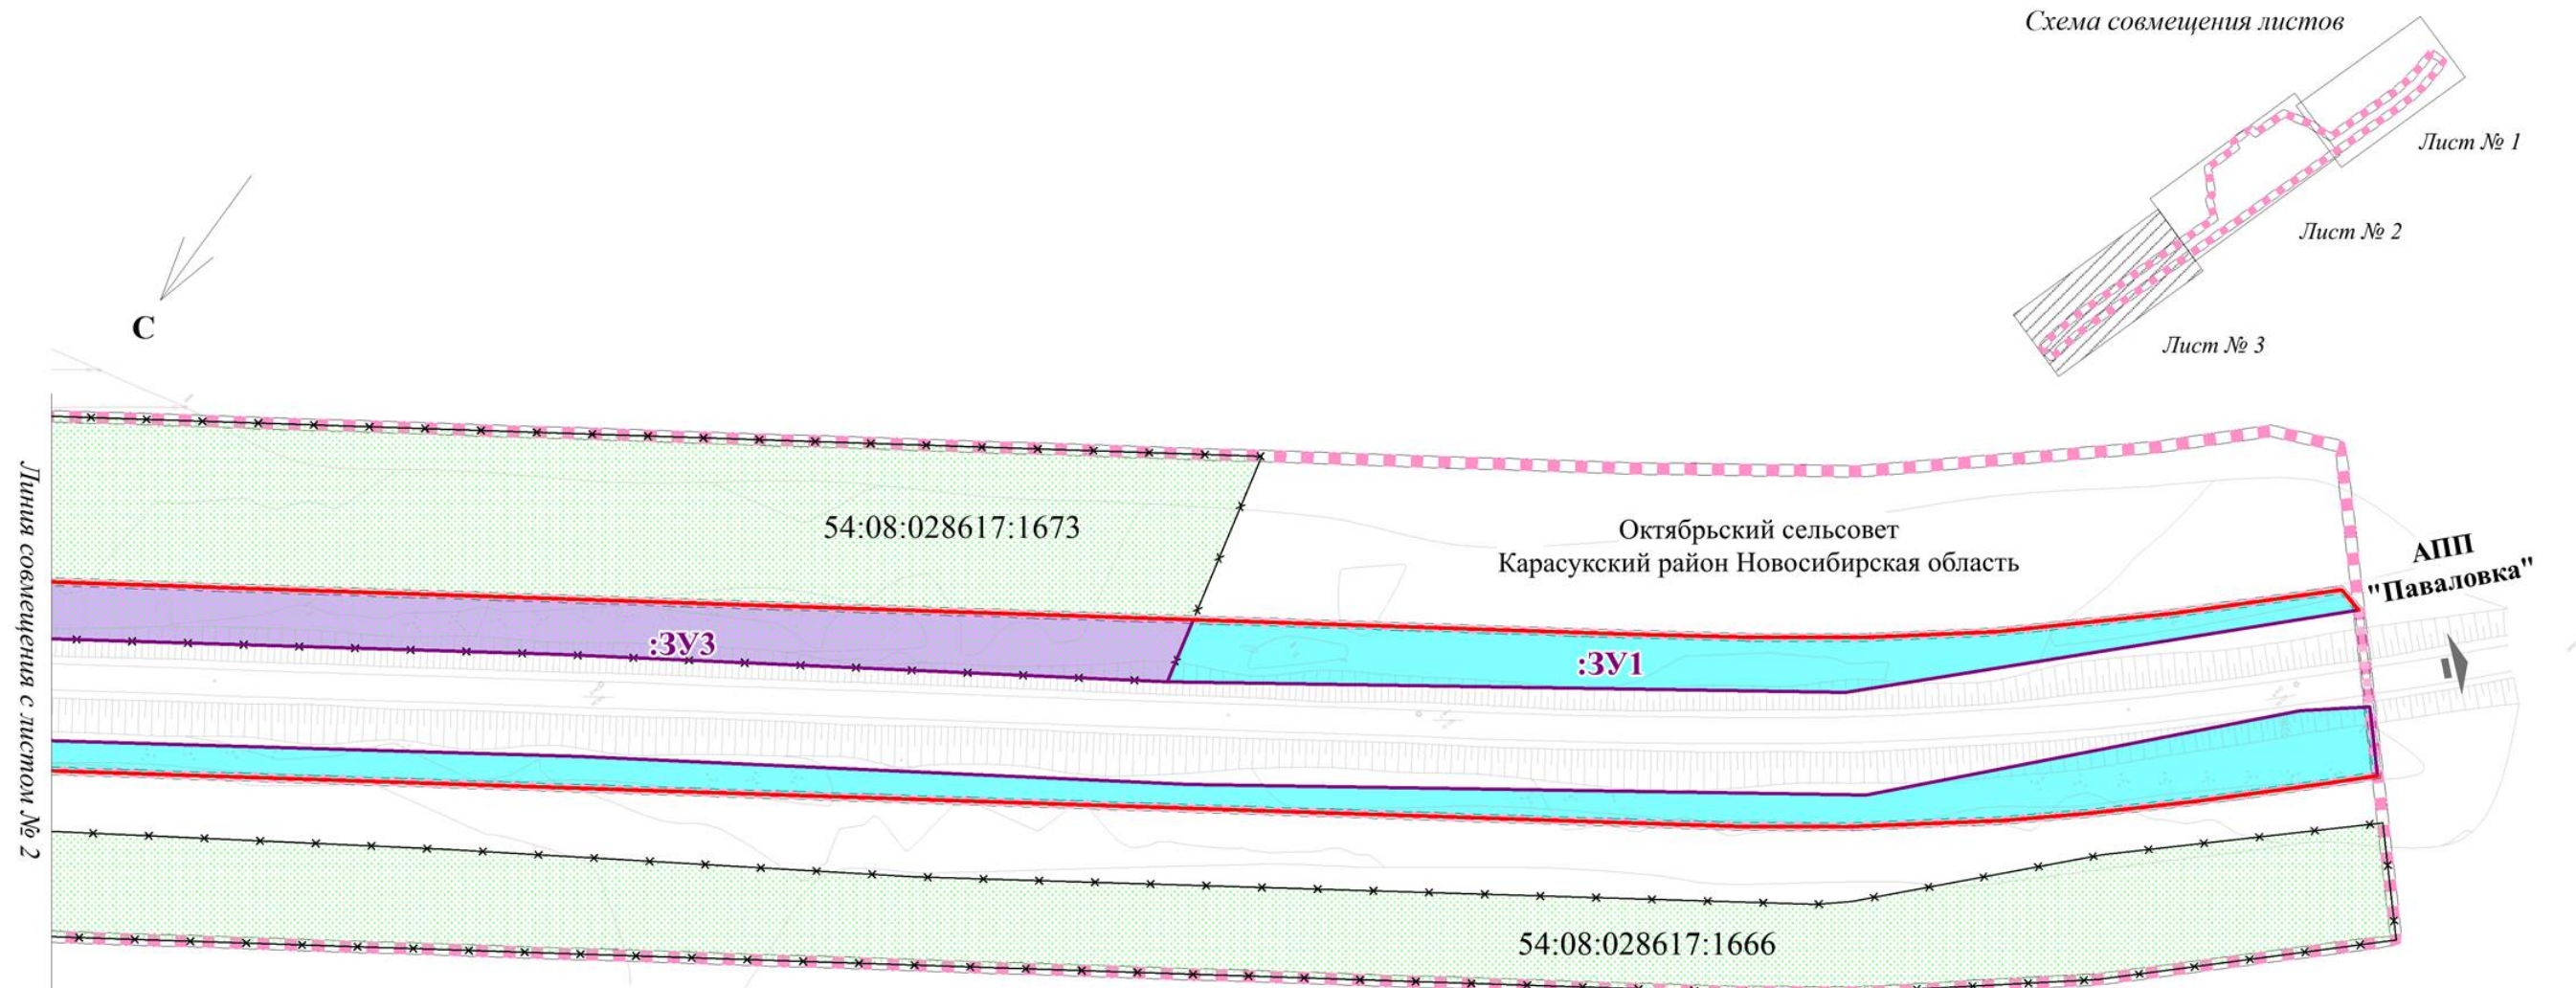 Схема совмещения листов
Лист № 1
Лист № 2
Лист № 3
С
Линия совмещения с листом № 2
54:08:028617:1673
Октябрьский сельсовет
Карасукский район Новосибирская область
АПП
"Паваловка"
:ЗУ3
:ЗУ1
54:08:028617:1666